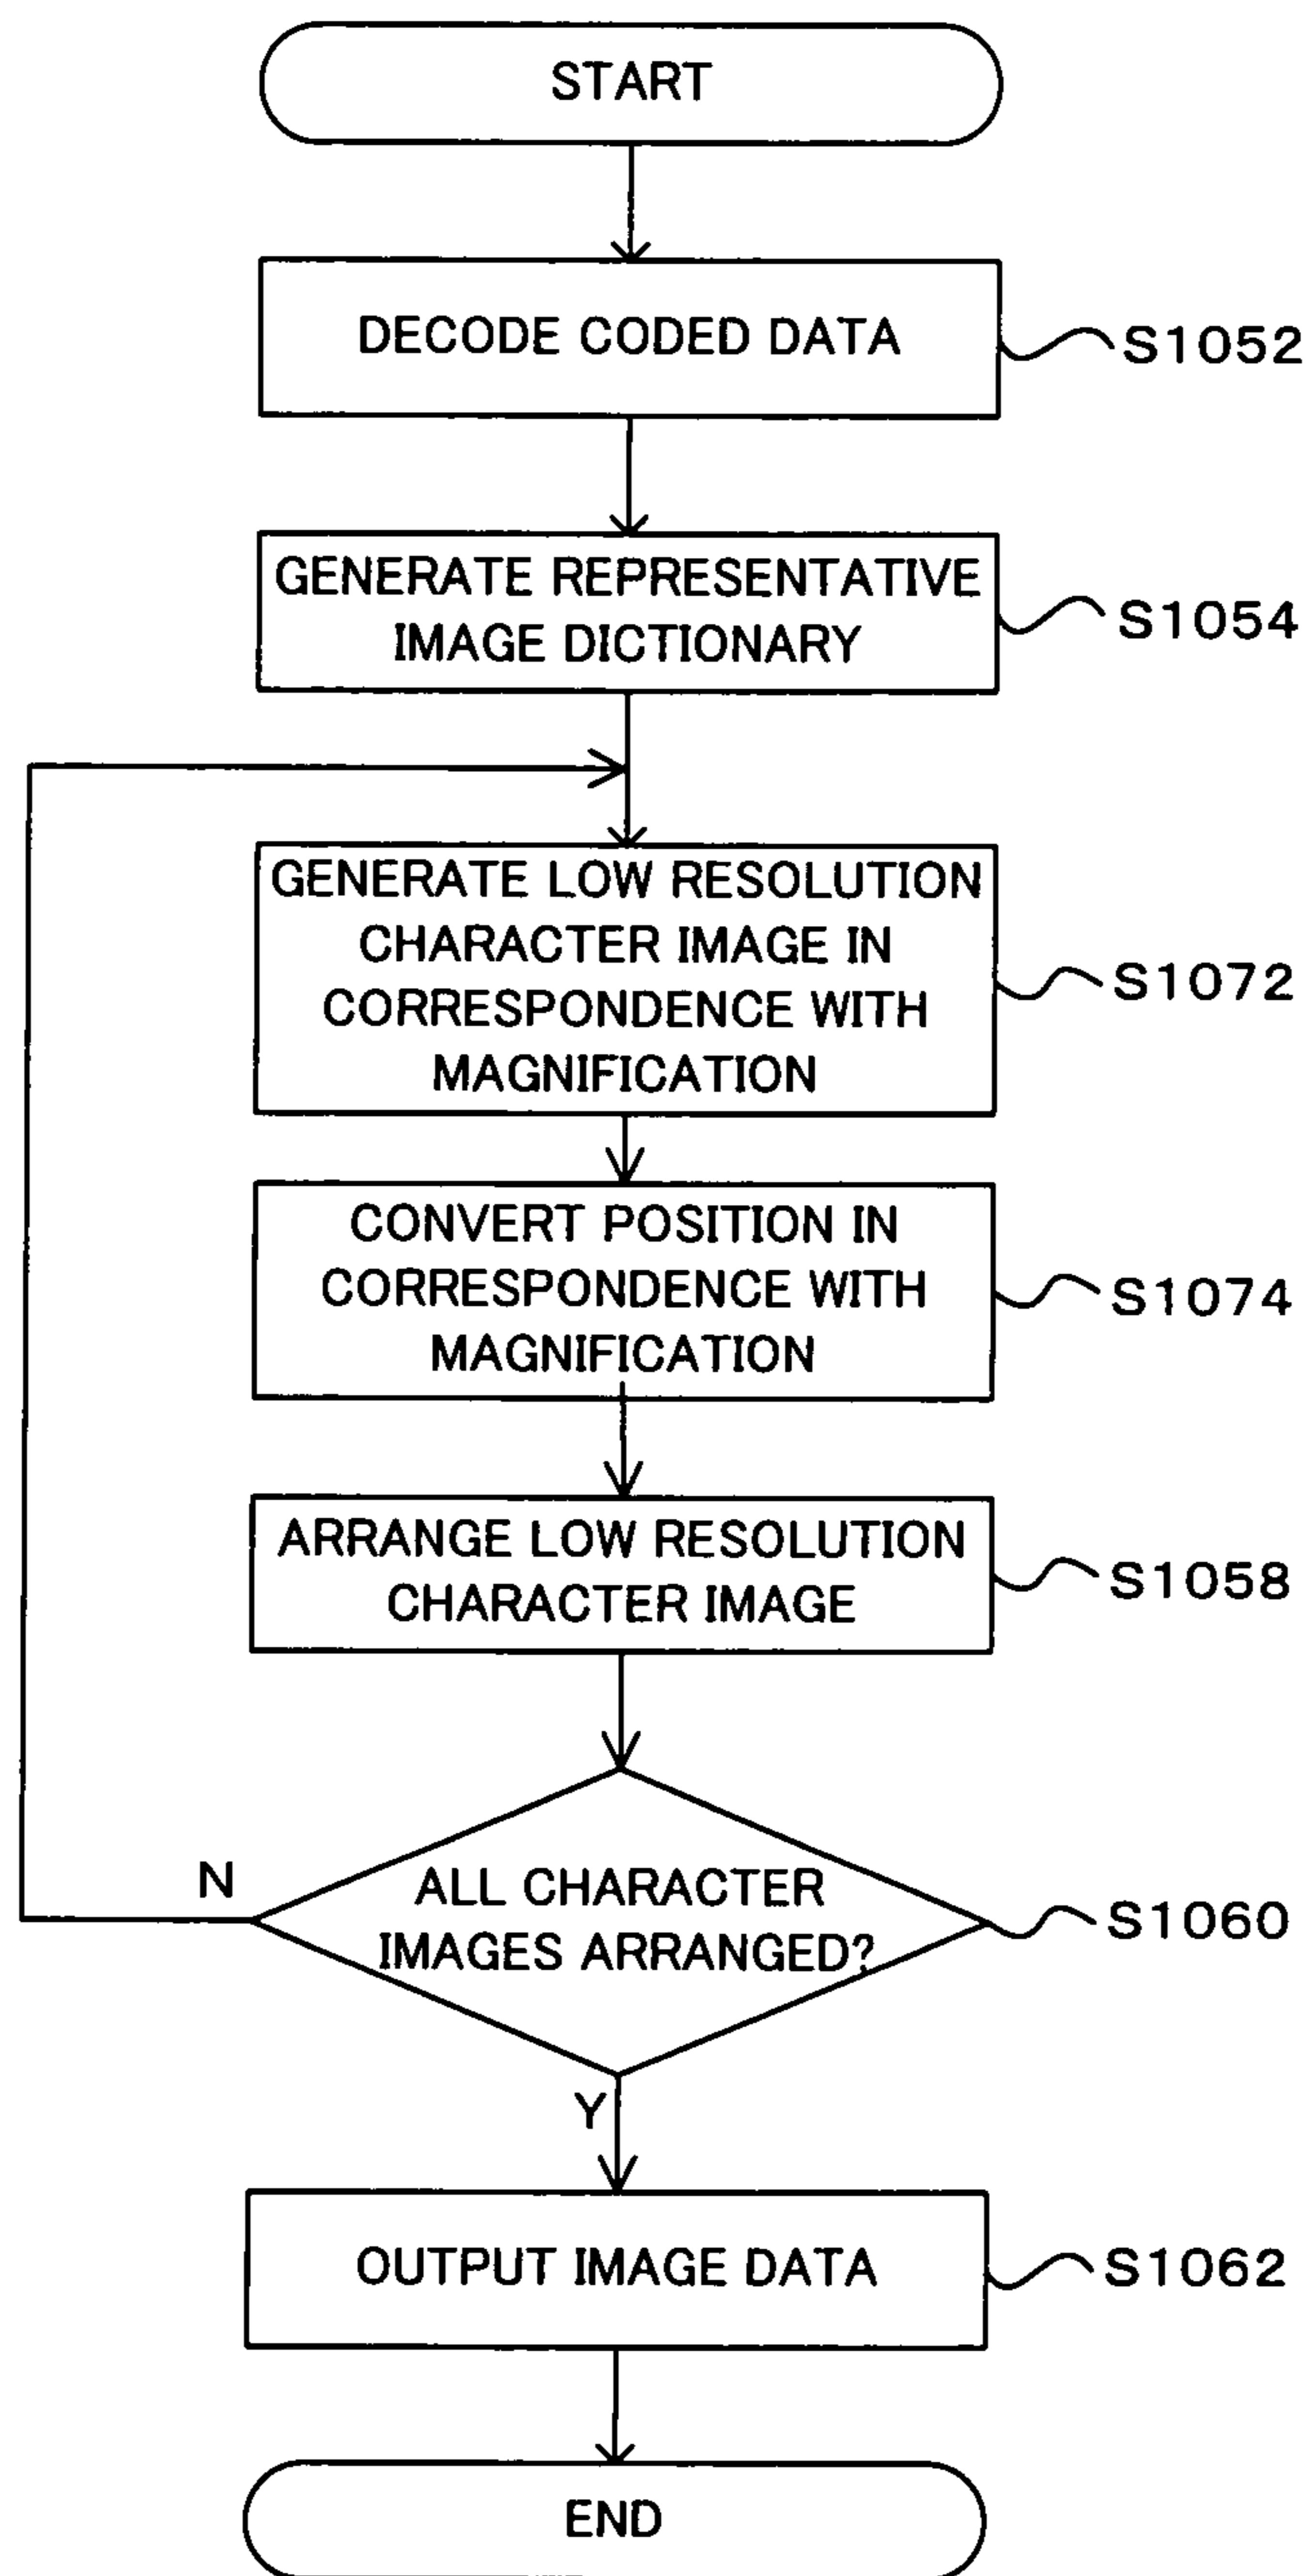 START
DECODE CODED DATA
S1052
GENERATE REPRESENTATIVE
IMAGE DICTIONARY
S1054
GENERATE LOW RESOLUTION
CHARACTER IMAGE IN
CORRESPONDENCE WITH
MAGNIFICATION
S1072
CONVERT POSITION IN
CORRESPONDENCE WITH
MAGNIFICATION
S1074
ARRANGE LOW RESOLUTION
CHARACTER IMAGE
S1058
N
ALL CHARACTER
IMAGES ARRANGED?
S1060
Y
OUTPUT IMAGE DATA
S1062
END